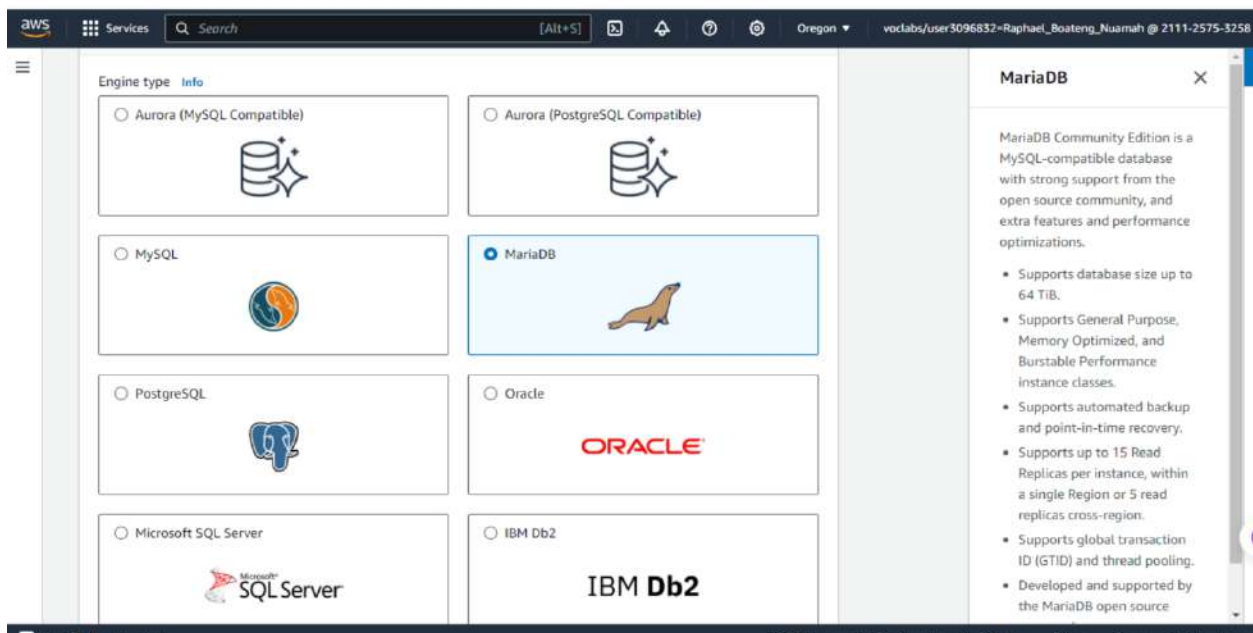 aws
Services
Search
[Alt+S]
Oregon
voclabs/user3096832=Raphael_Boateng_Nuamah @ 2111-2575-3258
Engine type Info
Aurora (MySQL Compatible)
Aurora (PostgreSQL Compatible)
MySQL
MariaDB
PostgreSQL
Oracle
ORACLE
Microsoft SQL Server
IBM Db2
Microsoft
SQL Server
IBM Db2
MariaDB
MariaDB Community Edition is a
MySQL-compatible database
with strong support from the
open source community, and
extra features and performance
optimizations.
Supports database size up to
64 TiB.
Supports General Purpose,
Memory Optimized, and
Burstable Performance
instance classes.
Supports automated backup
and point-in-time recovery.
Supports up to 15 Read
Replicas per instance, within
a single Region or 5 read
replicas cross-region.
Supports global transaction
ID (GTID) and thread pooling.
Developed and supported by
the MariaDB open source